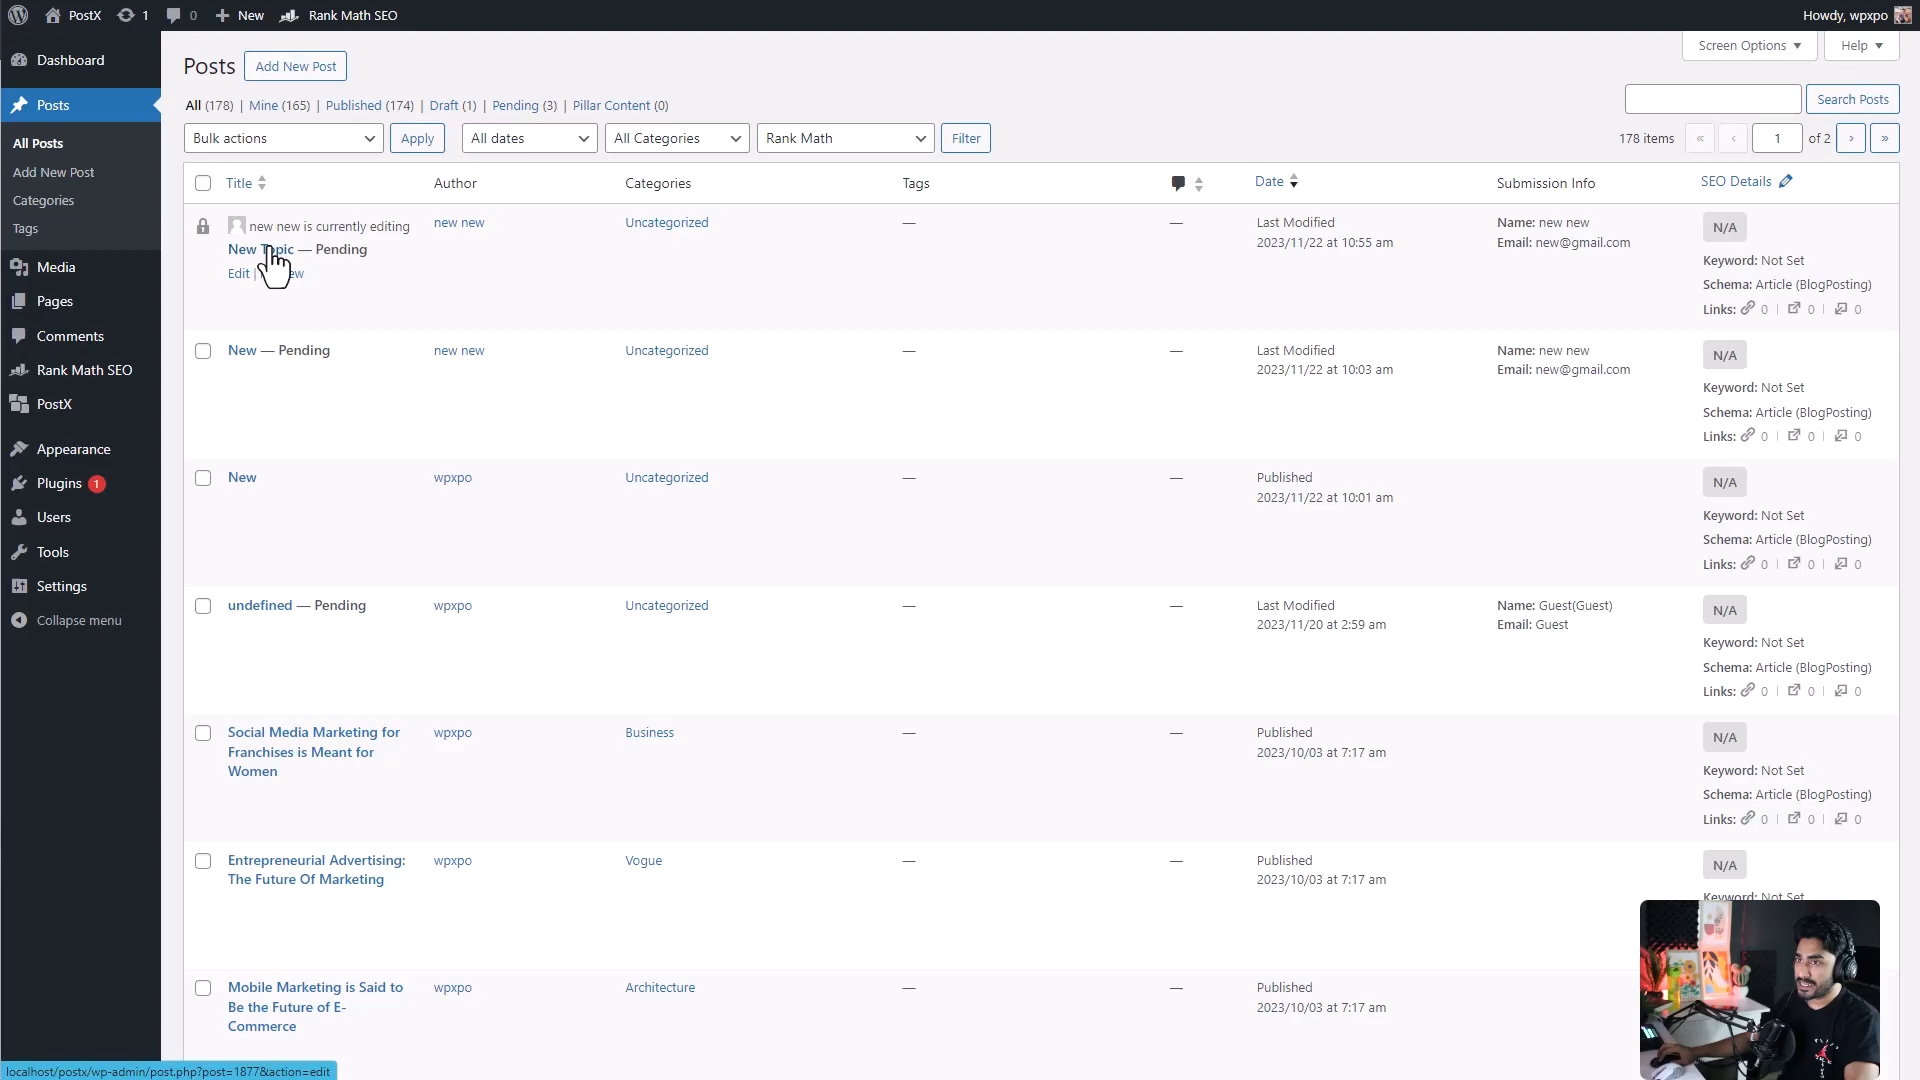 PostX 1 0 New Rank Math SEO Howdy, wpxpo
Dashboard
Posts
All Posts
Add New Post
Categories
Tags
Media
Pages
Comments
Rank Math SEO
PostX
Appearance
Plugins 1
Users
Tools
Settings
Collapse menu
Screen Options Help
Posts Add New Post
All (178) | Mine (165) | Published (174) | Draft (1) | Pending (3) | Pillar Content (0)
Search Posts
Bulk actions Apply All dates All Categories Rank Math Filter 178 items « ‹ 1 of 2 › »
Title Author Categories Tags Date Submission Info SEO Details
new new is currently editing
New Topic — Pending
Edit |
new new
Uncategorized
—
—
Last Modified
2023/11/22 at 10:55 am
Name: new new
Email: new@gmail.com
N/A
Keyword: Not Set
Schema: Article (BlogPosting)
Links: 0 | 0 | 0
New — Pending
new new
Uncategorized
—
—
Last Modified
2023/11/22 at 10:03 am
Name: new new
Email: new@gmail.com
N/A
Keyword: Not Set
Schema: Article (BlogPosting)
Links: 0 | 0 | 0
New
wpxpo
Uncategorized
—
—
Published
2023/11/22 at 10:01 am
N/A
Keyword: Not Set
Schema: Article (BlogPosting)
Links: 0 | 0 | 0
undefined — Pending
wpxpo
Uncategorized
—
—
Last Modified
2023/11/20 at 2:59 am
Name: Guest(Guest)
Email: Guest
N/A
Keyword: Not Set
Schema: Article (BlogPosting)
Links: 0 | 0 | 0
Social Media Marketing for
Franchises is Meant for
Women
wpxpo
Business
—
—
Published
2023/10/03 at 7:17 am
N/A
Keyword: Not Set
Schema: Article (BlogPosting)
Links: 0 | 0 | 0
Entrepreneurial Advertising:
The Future Of Marketing
wpxpo
Vogue
—
—
Published
2023/10/03 at 7:17 am
N/A
Keyword: Not Set
Mobile Marketing is Said to
Be the Future of E-
Commerce
wpxpo
Architecture
—
—
Published
2023/10/03 at 7:17 am
localhost/postx/wp-admin/post.php?post=1877&action=edit